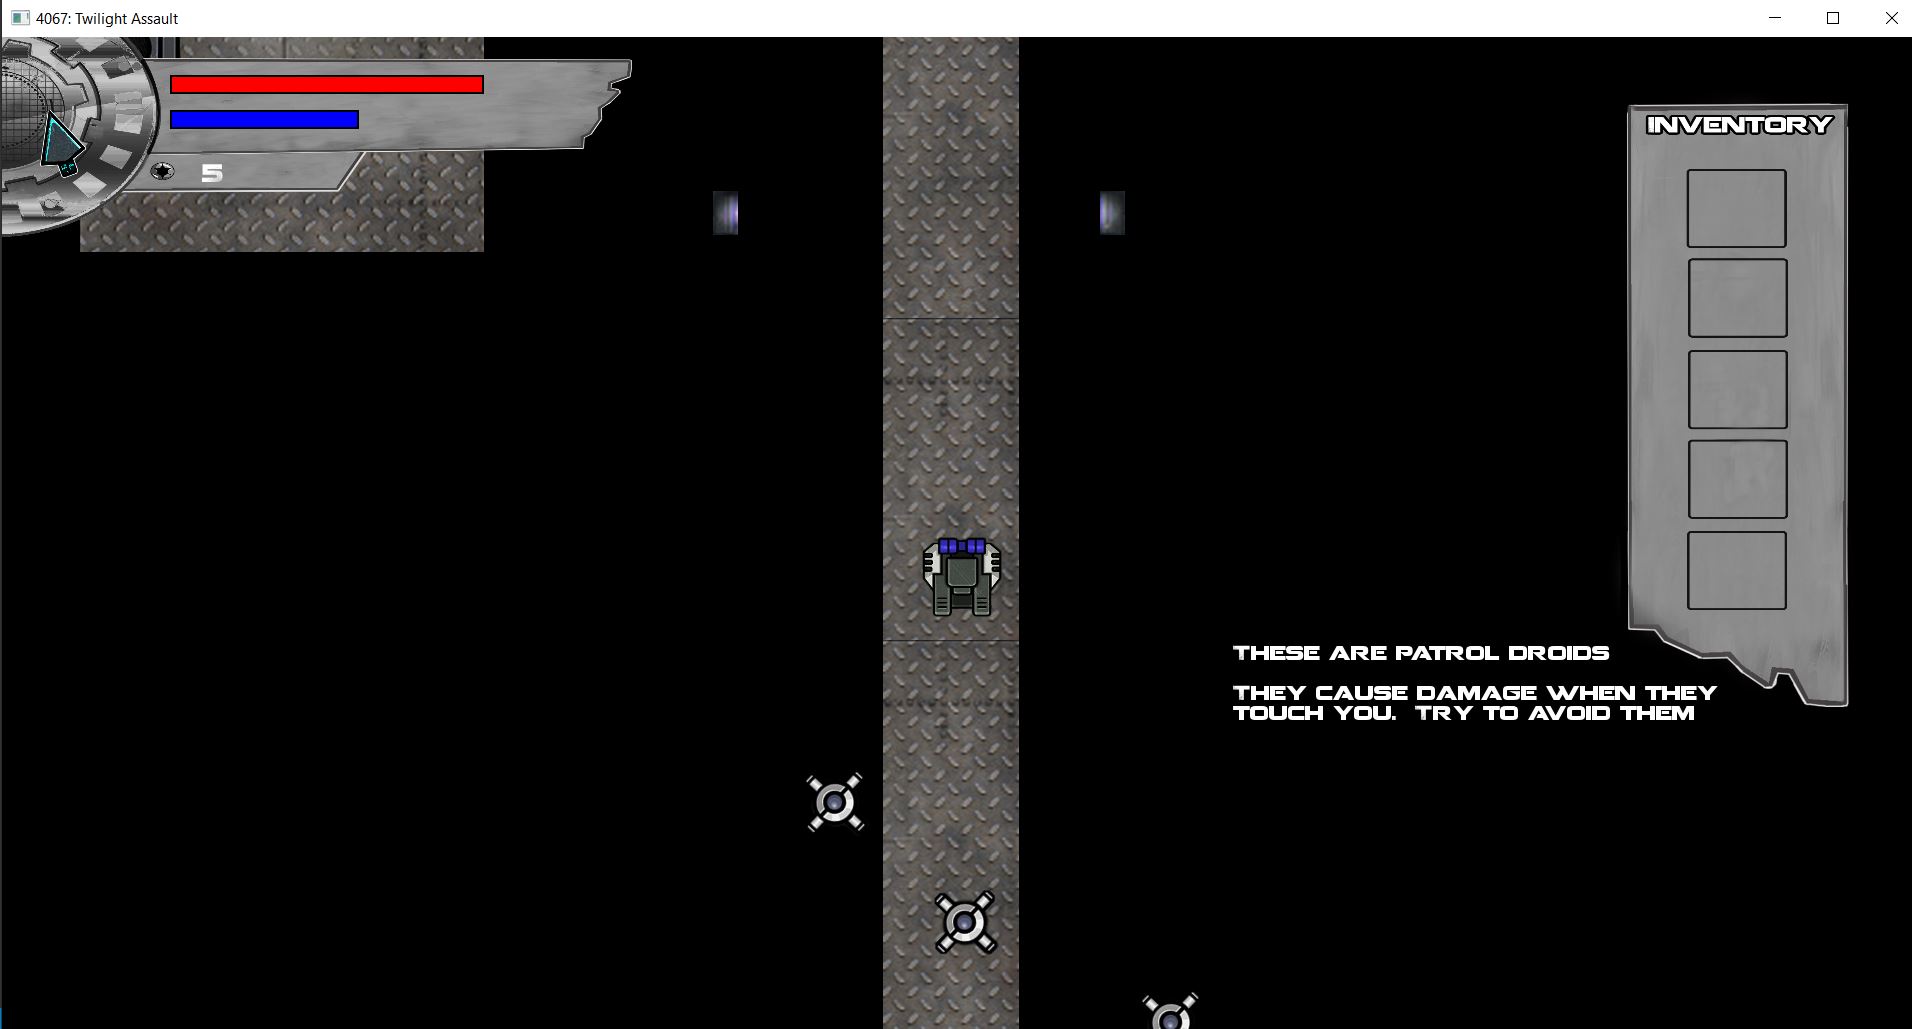 4067: Twilight Assault
INVENTORY
5
THESE ARE PATROL DROIDS
THEY CAUSE DAMAGE WHEN THEY
TOUCH YOU. TRY TO AVOID THEM